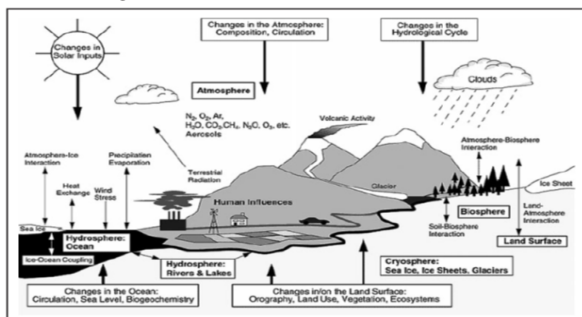 Changes in the Atmosphere:
Composition, Circulation
Changes in the
Hydrological Cycle
Changes in
Solar Inputs
Clouds
Atmosphere
N2, O2, Ar,
H2O, CO2, CH4, N2O, O3, etc.
Aerosols
Volcanic Activity
Atmosphere-Biosphere
Interaction
Atmosphere-Ice
Interaction
Precipitation
Evaporation
Heat
Exchange
Wind
Stress
Terrestrial
Radiation
Glacier
Ice Sheet
Human Influences
Biosphere
Land-
Atmosphere
Interaction
Soil-Biosphere
Interaction
Land Surface
Sea Ice
Hydrosphere:
Ocean
Ice-Ocean Coupling
Hydrosphere:
Rivers & Lakes
Cryosphere:
Sea Ice, Ice Sheets, Glaciers
Changes in the Ocean:
Circulation, Sea Level, Biogeochemistry
Changes in/on the Land Surface:
Orography, Land Use, Vegetation, Ecosystems